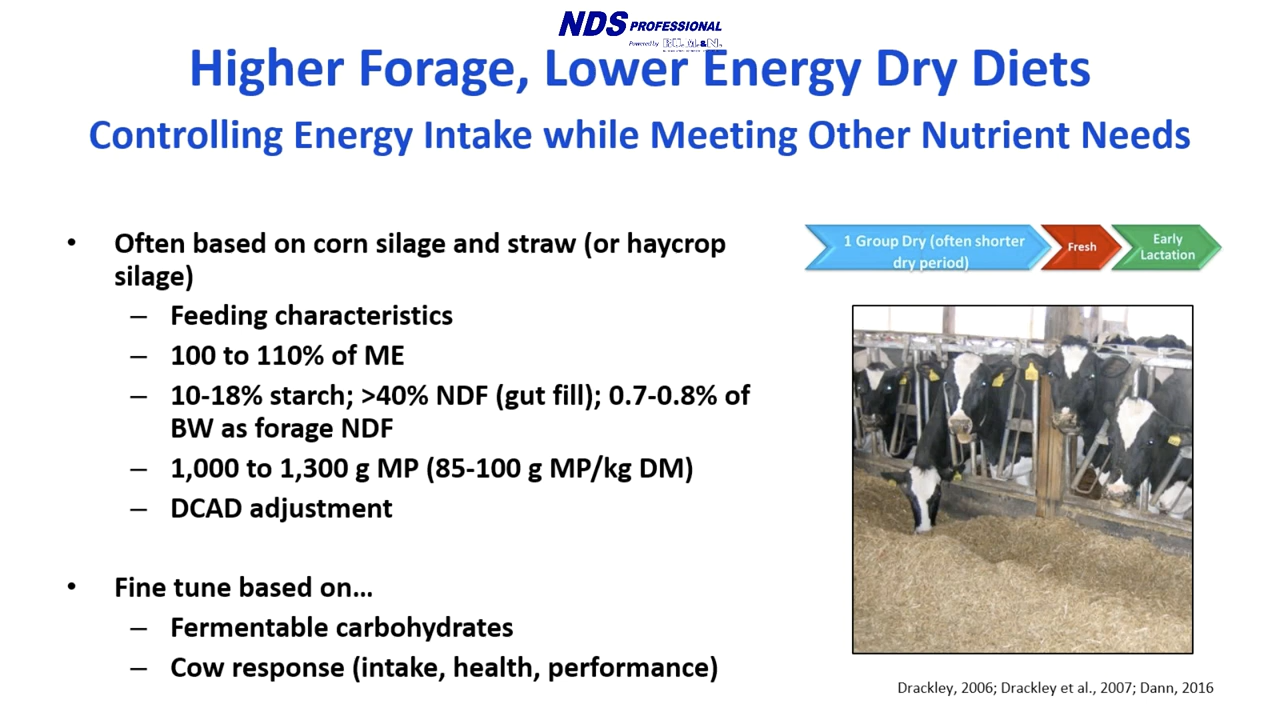 NDS PROFESSIONAL
Powered by
Higher Forage, Lower Energy Dry Diets
Controlling Energy Intake while Meeting Other Nutrient Needs
• Often based on corn silage and straw (or haycrop
silage)
– Feeding characteristics
– 100 to 110% of ME
– 10-18% starch; >40% NDF (gut fill); 0.7-0.8% of
BW as forage NDF
– 1,000 to 1,300 g MP (85-100 g MP/kg DM)
– DCAD adjustment
• Fine tune based on…
– Fermentable carbohydrates
– Cow response (intake, health, performance)
1 Group Dry (often shorter
dry period)
Fresh
Early
Lactation
Drackley, 2006; Drackley et al., 2007; Dann, 2016